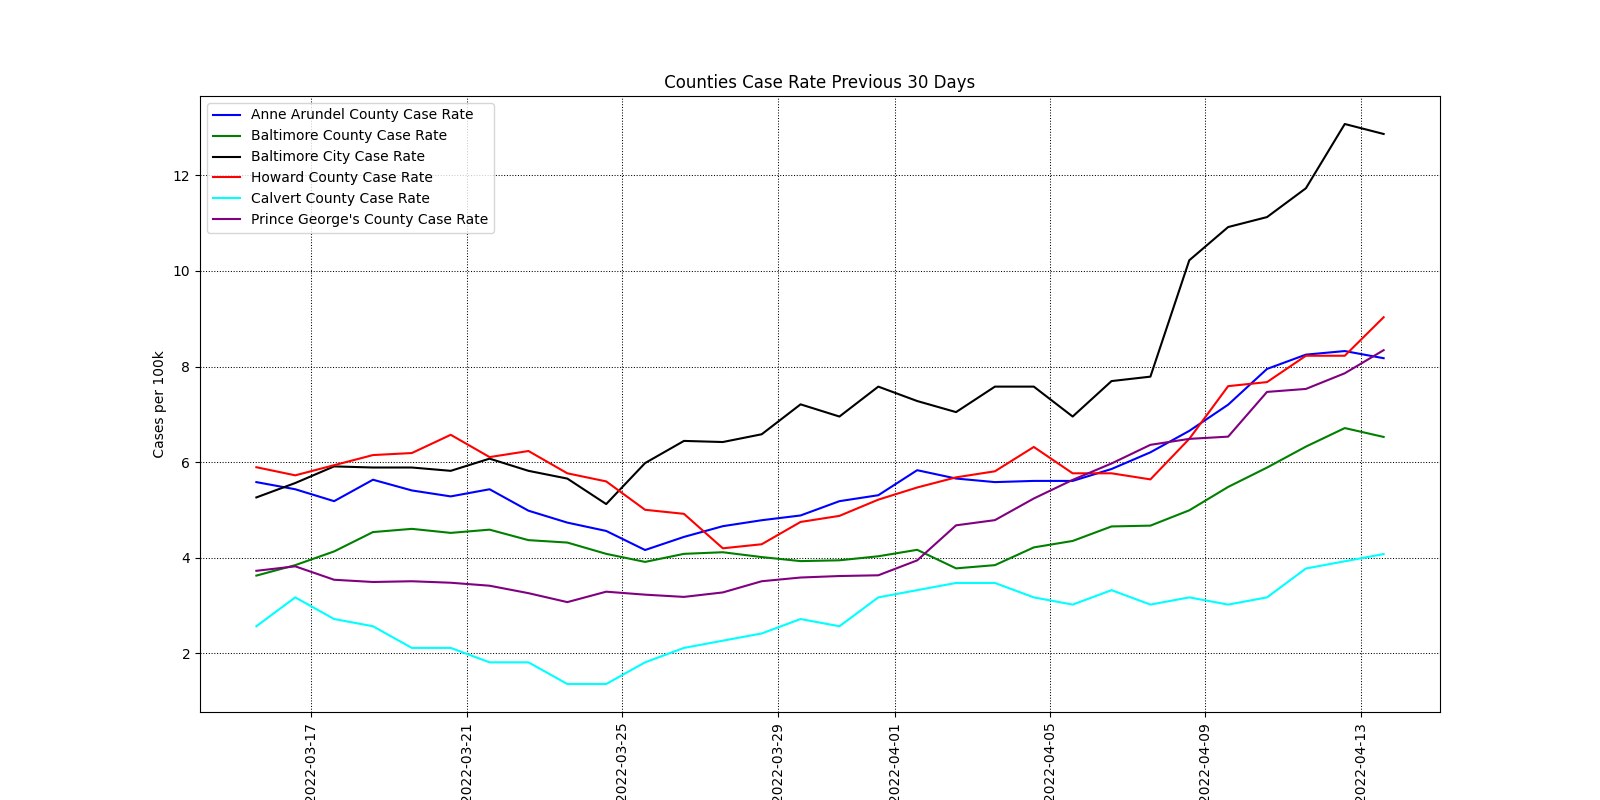 Counties Case Rate Previous 30 Days
Anne Arundel County Case Rate
Baltimore County Case Rate
Baltimore City Case Rate
Howard County Case Rate
Calvert County Case Rate
Prince George's County Case Rate
Cases per 100k
12
10
8
6
4
2
2022-03-17
2022-03-21
2022-03-25
2022-03-29
2022-04-01
2022-04-05
2022-04-09
2022-04-13